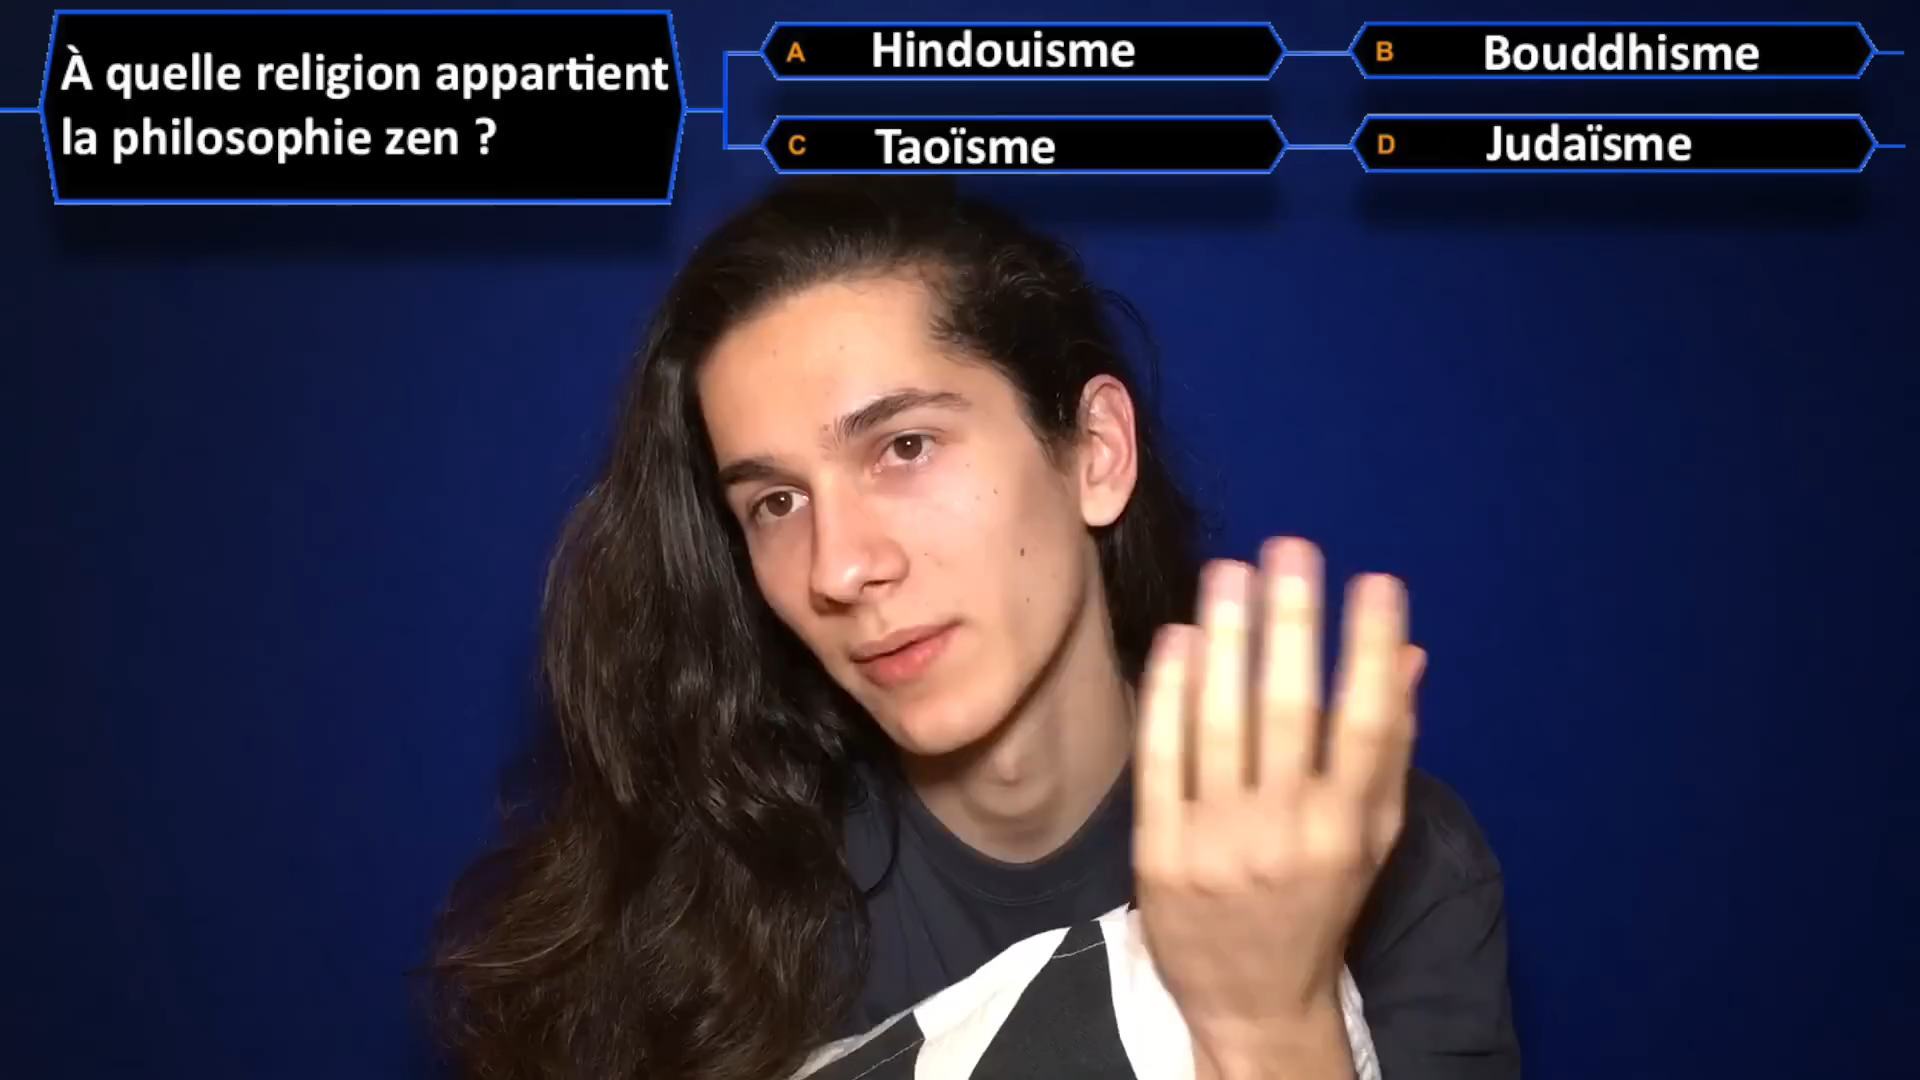 À quelle religion appartient
la philosophie zen ?
A Hindouisme
B Bouddhisme
C Taoïsme
D Judaïsme